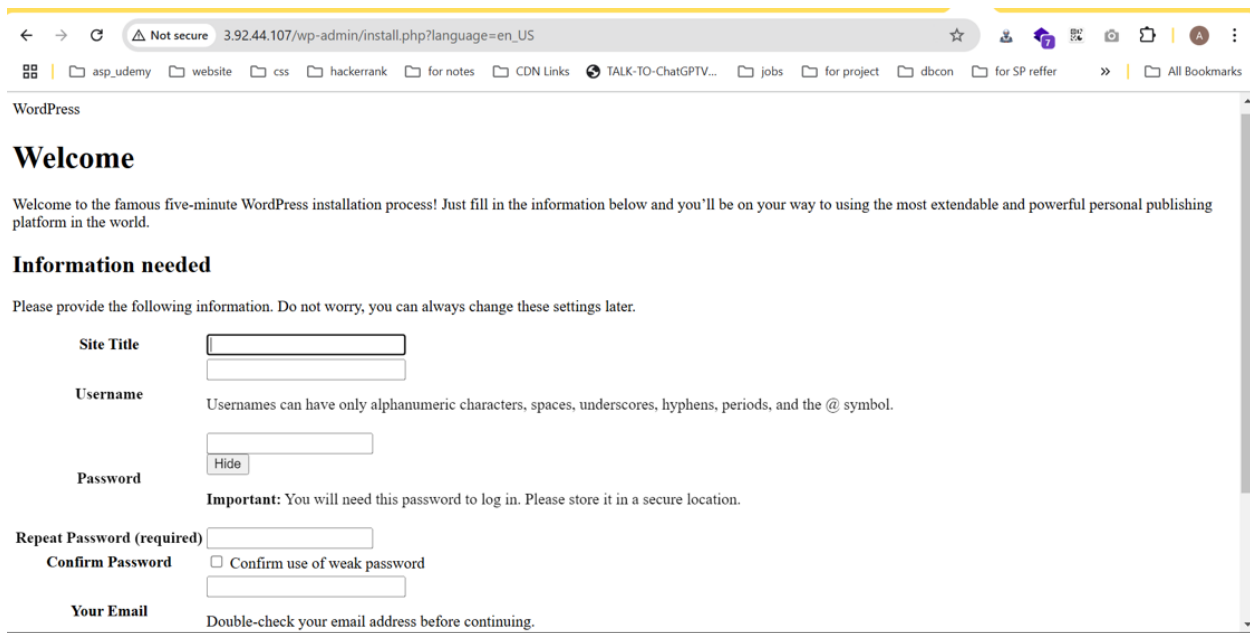 Not secure 3.92.44.107/wp-admin/install.php?language=en_US
7
A
asp_udemy website css hackerrank for notes CDN Links TALK-TO-ChatGPTV... jobs for project dbcon for SP reffer » All Bookmarks
WordPress
Welcome
Welcome to the famous five-minute WordPress installation process! Just fill in the information below and you’ll be on your way to using the most extendable and powerful personal publishing
platform in the world.
Information needed
Please provide the following information. Do not worry, you can always change these settings later.
Site Title
Username
Usernames can have only alphanumeric characters, spaces, underscores, hyphens, periods, and the @ symbol.
Hide
Password
Important: You will need this password to log in. Please store it in a secure location.
Repeat Password (required)
Confirm Password Confirm use of weak password
Your Email
Double-check your email address before continuing.